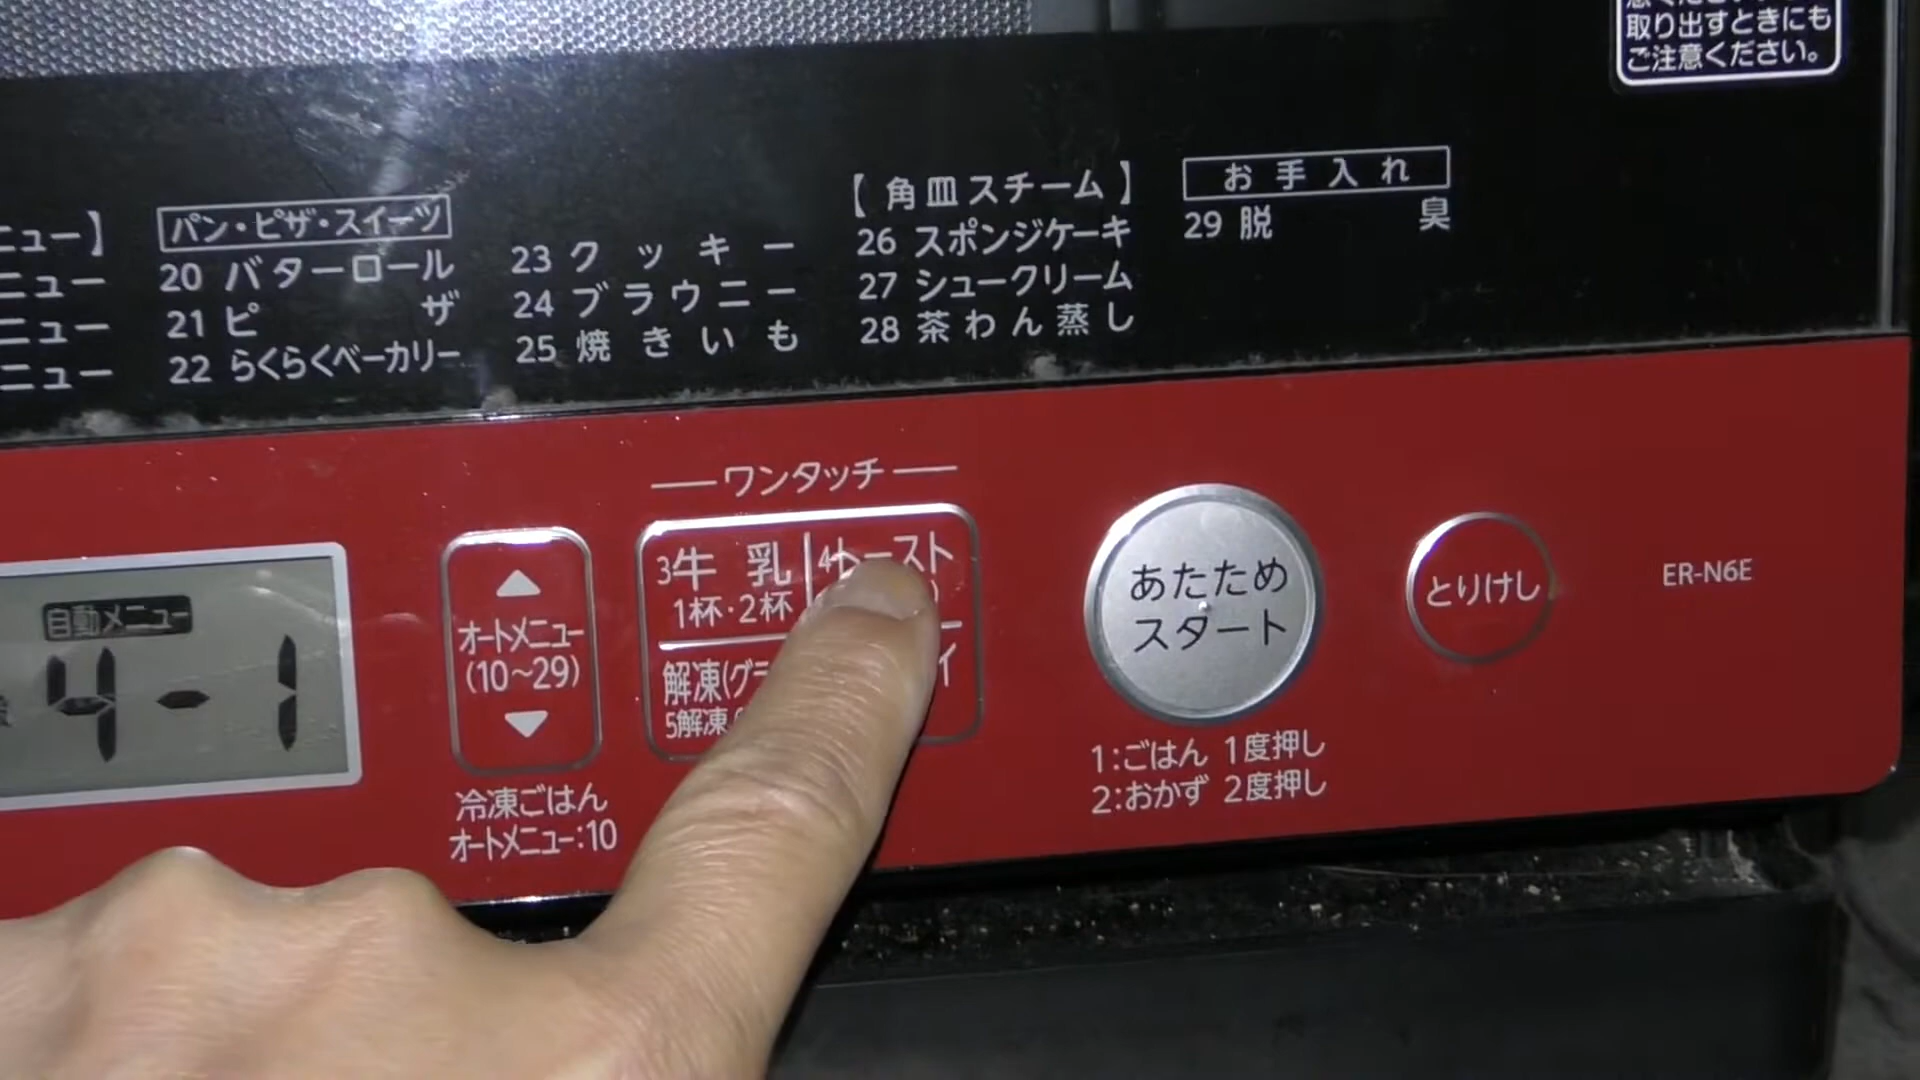 取り出すときにも
ご注意ください。
ニュー】
ニュー
ニュー
ニュー
パン・ピザ・スイーツ
20 バターロール
21 ピザ
22 らくらくベーカリー
23 クッキー
24 ブラウニー
25 焼きいも
【角皿スチーム】
26 スポンジケーキ
27 シュークリーム
28 茶わん蒸し
お手入れ
29 脱臭
自動メニュー
4-1
オートメニュー
(10~29)
冷凍ごはん
オートメニュー:10
ワンタッチ
3牛乳
1杯・2杯
4トースト
解凍(グラ
5解凍
イ
あたため
スタート
1:ごはん 1度押し
2:おかず 2度押し
とりけし
ER-N6E